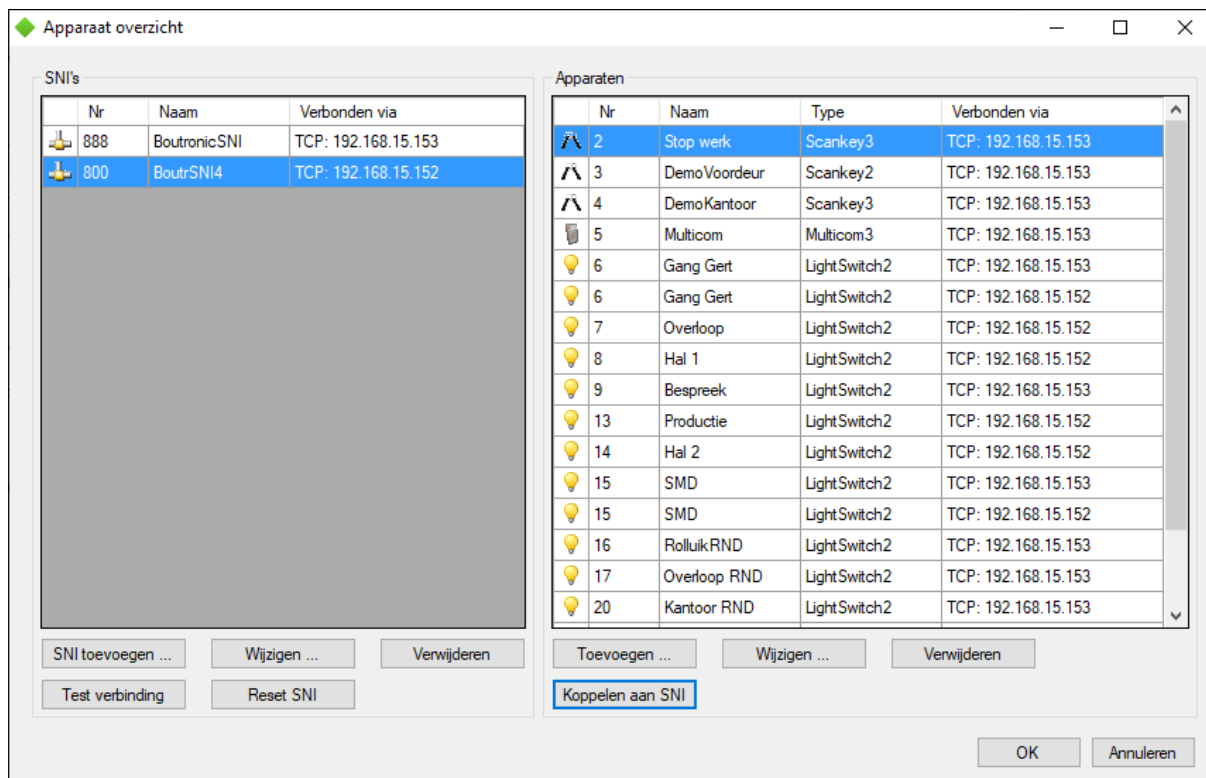 Apparaat overzicht
SNI's
Nr Naam Verbonden via
888 BoutronicSNI TCP: 192.168.15.153
800 BoutrSNI4 TCP: 192.168.15.152
SNI toevoegen ... Wijzigen ... Verwijderen
Test verbinding Reset SNI
Apparaten
Nr Naam Type Verbonden via
2 Stop werk Scankey3 TCP: 192.168.15.153
3 DemoVoordeur Scankey2 TCP: 192.168.15.153
4 DemoKantoor Scankey3 TCP: 192.168.15.153
5 Multicom Multicom3 TCP: 192.168.15.153
6 Gang Gert LightSwitch2 TCP: 192.168.15.153
6 Gang Gert LightSwitch2 TCP: 192.168.15.152
7 Overloop LightSwitch2 TCP: 192.168.15.152
8 Hal 1 LightSwitch2 TCP: 192.168.15.152
9 Bespreek LightSwitch2 TCP: 192.168.15.153
13 Productie LightSwitch2 TCP: 192.168.15.152
14 Hal 2 LightSwitch2 TCP: 192.168.15.152
15 SMD LightSwitch2 TCP: 192.168.15.153
15 SMD LightSwitch2 TCP: 192.168.15.152
16 RolluikRND LightSwitch2 TCP: 192.168.15.153
17 Overloop RND LightSwitch2 TCP: 192.168.15.153
20 Kantoor RND LightSwitch2 TCP: 192.168.15.153
Toevoegen ... Wijzigen ... Verwijderen
Koppelen aan SNI
OK Annuleren